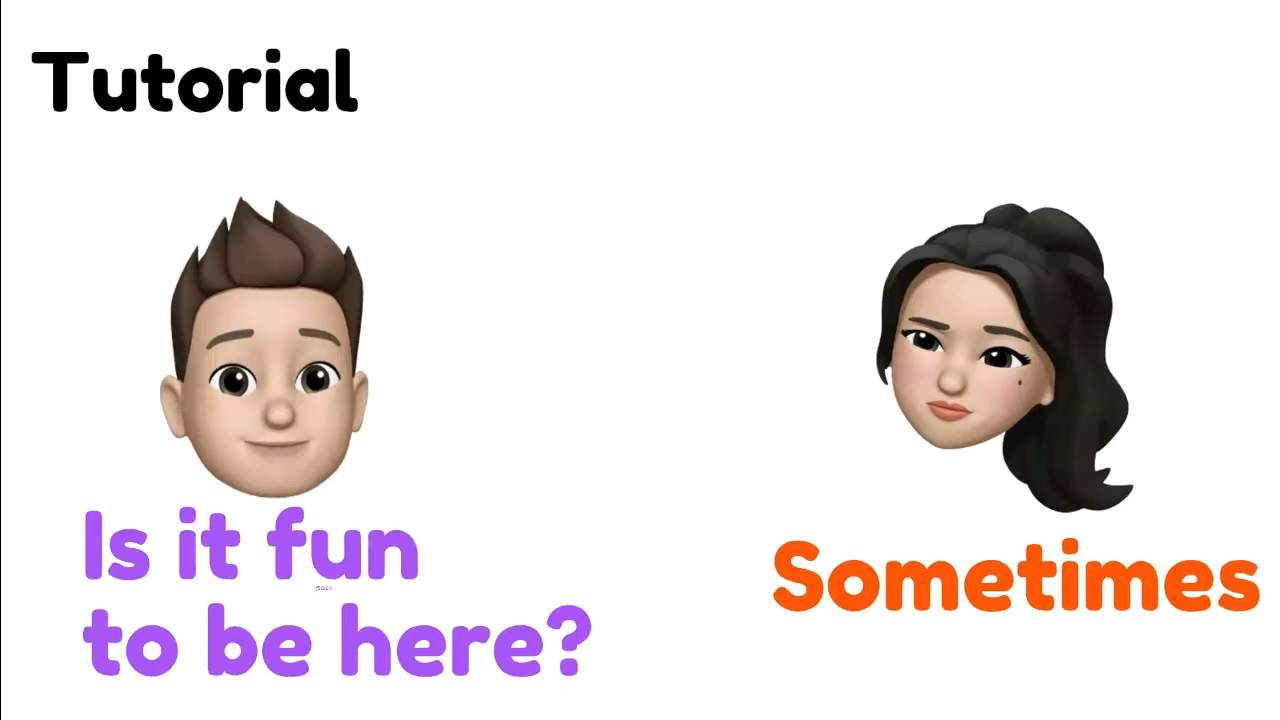 Tutorial
Is it fun
to be here?
Sometimes